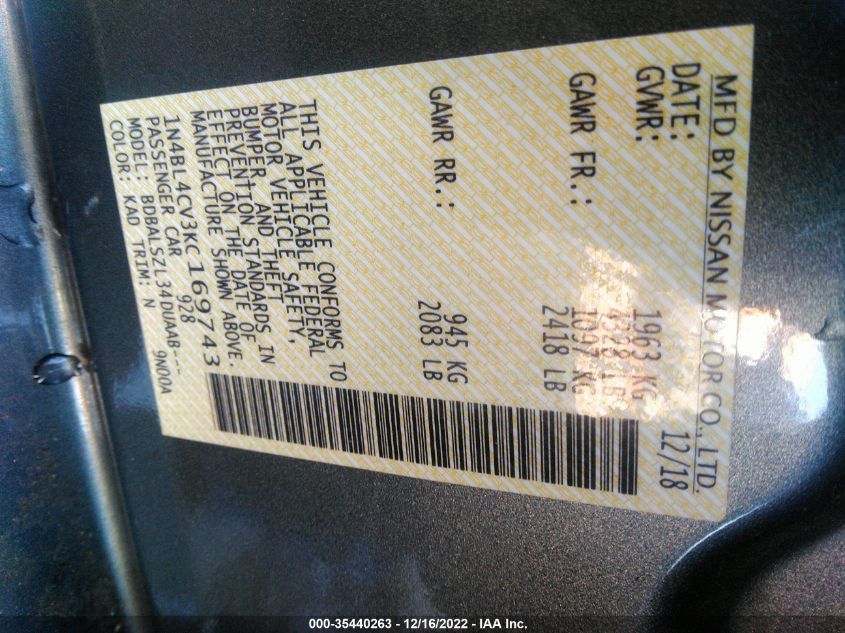 MFD BY NISSAN MOTOR CO., LTD.
DATE: 12/18
GVWR: 1963 KG
4328 LB
GAWR FR.: 1097 KG
2418 LB
GAWR RR.: 945 KG
2083 LB
THIS VEHICLE CONFORMS TO
ALL APPLICABLE FEDERAL
MOTOR VEHICLE SAFETY,
BUMPER AND THEFT
PREVENTION STANDARDS IN
EFFECT ON THE DATE OF
MANUFACTURE SHOWN ABOVE.
1N4BL4CV3KC169743
PASSENGER CAR 928
MODEL: BDBALSZL34DUAAB---
COLOR: KAD TRIM: N 9N00A
000-35440263 - 12/16/2022 - IAA Inc.